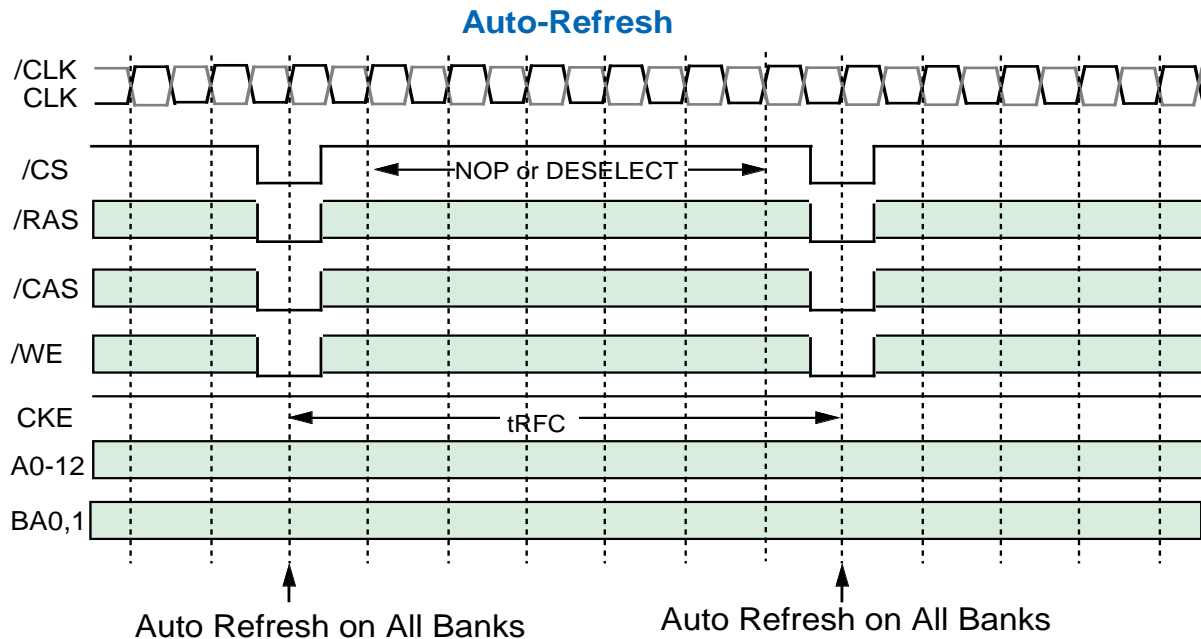 Auto-Refresh
/CLK
CLK
/CS
NOP or DESELECT
/RAS
/CAS
/WE
CKE
tRFC
A0-12
BA0,1
Auto Refresh on All Banks
Auto Refresh on All Banks